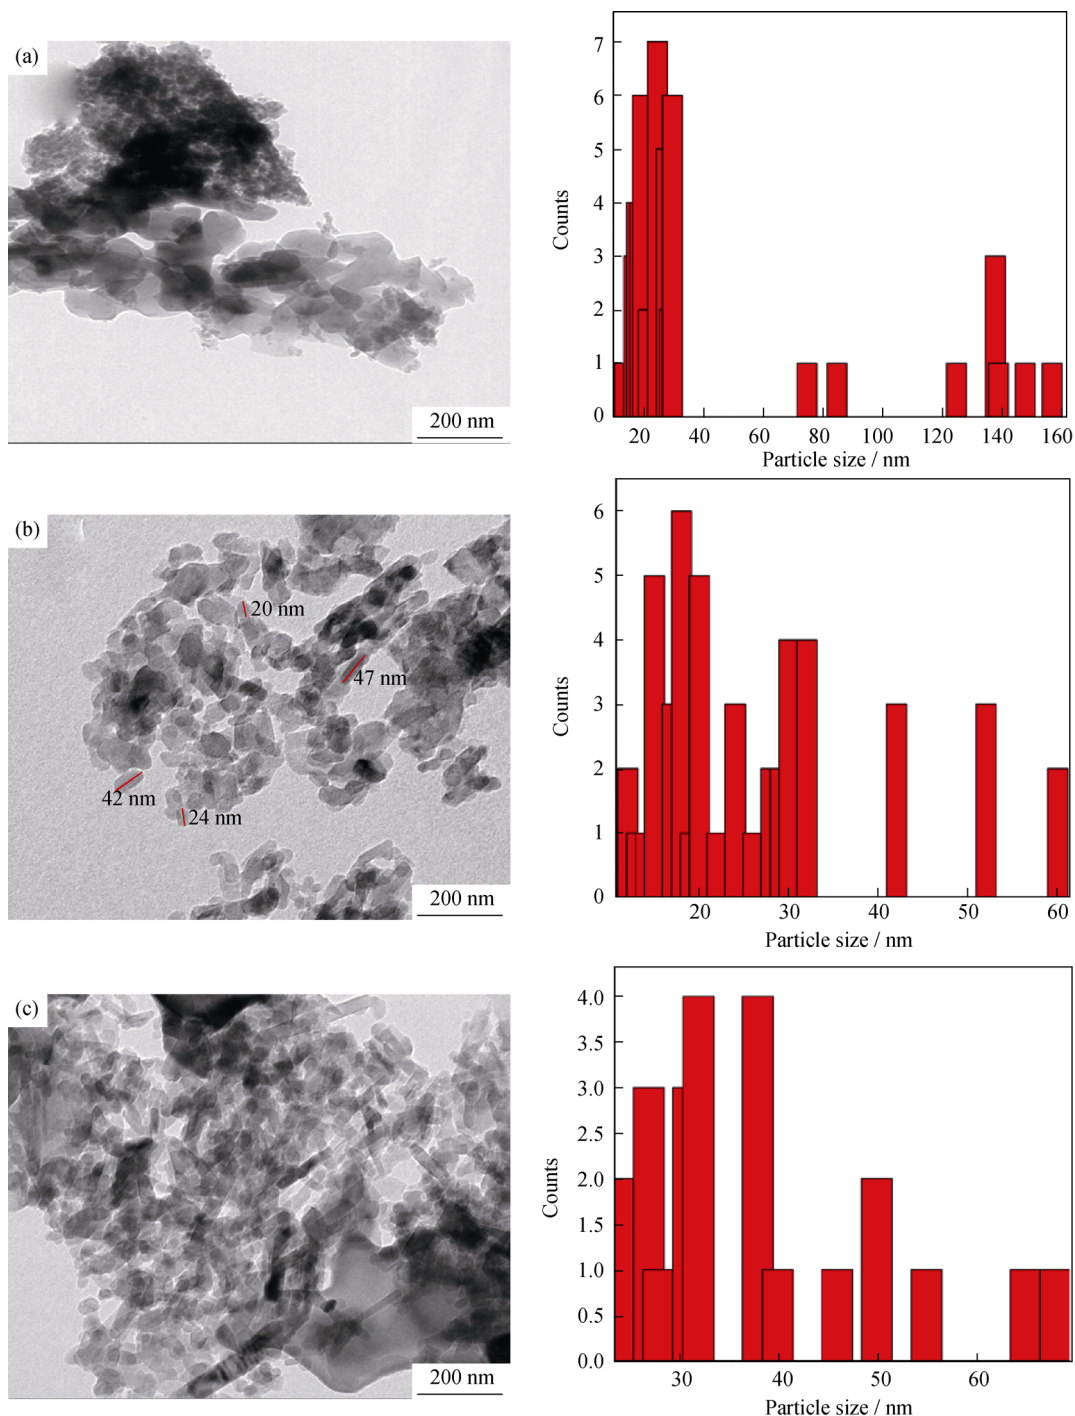 (a)
200 nm
7
6
5
4
3
2
1
0
Counts
20 40 60 80 100 120 140 160
Particle size / nm
(b)
20 nm
47 nm
42 nm
24 nm
200 nm
6
5
4
3
2
1
0
Counts
20 30 40 50 60
Particle size / nm
(c)
200 nm
4.0
3.5
3.0
2.5
2.0
1.5
1.0
0.5
0.0
Counts
30 40 50 60
Particle size / nm